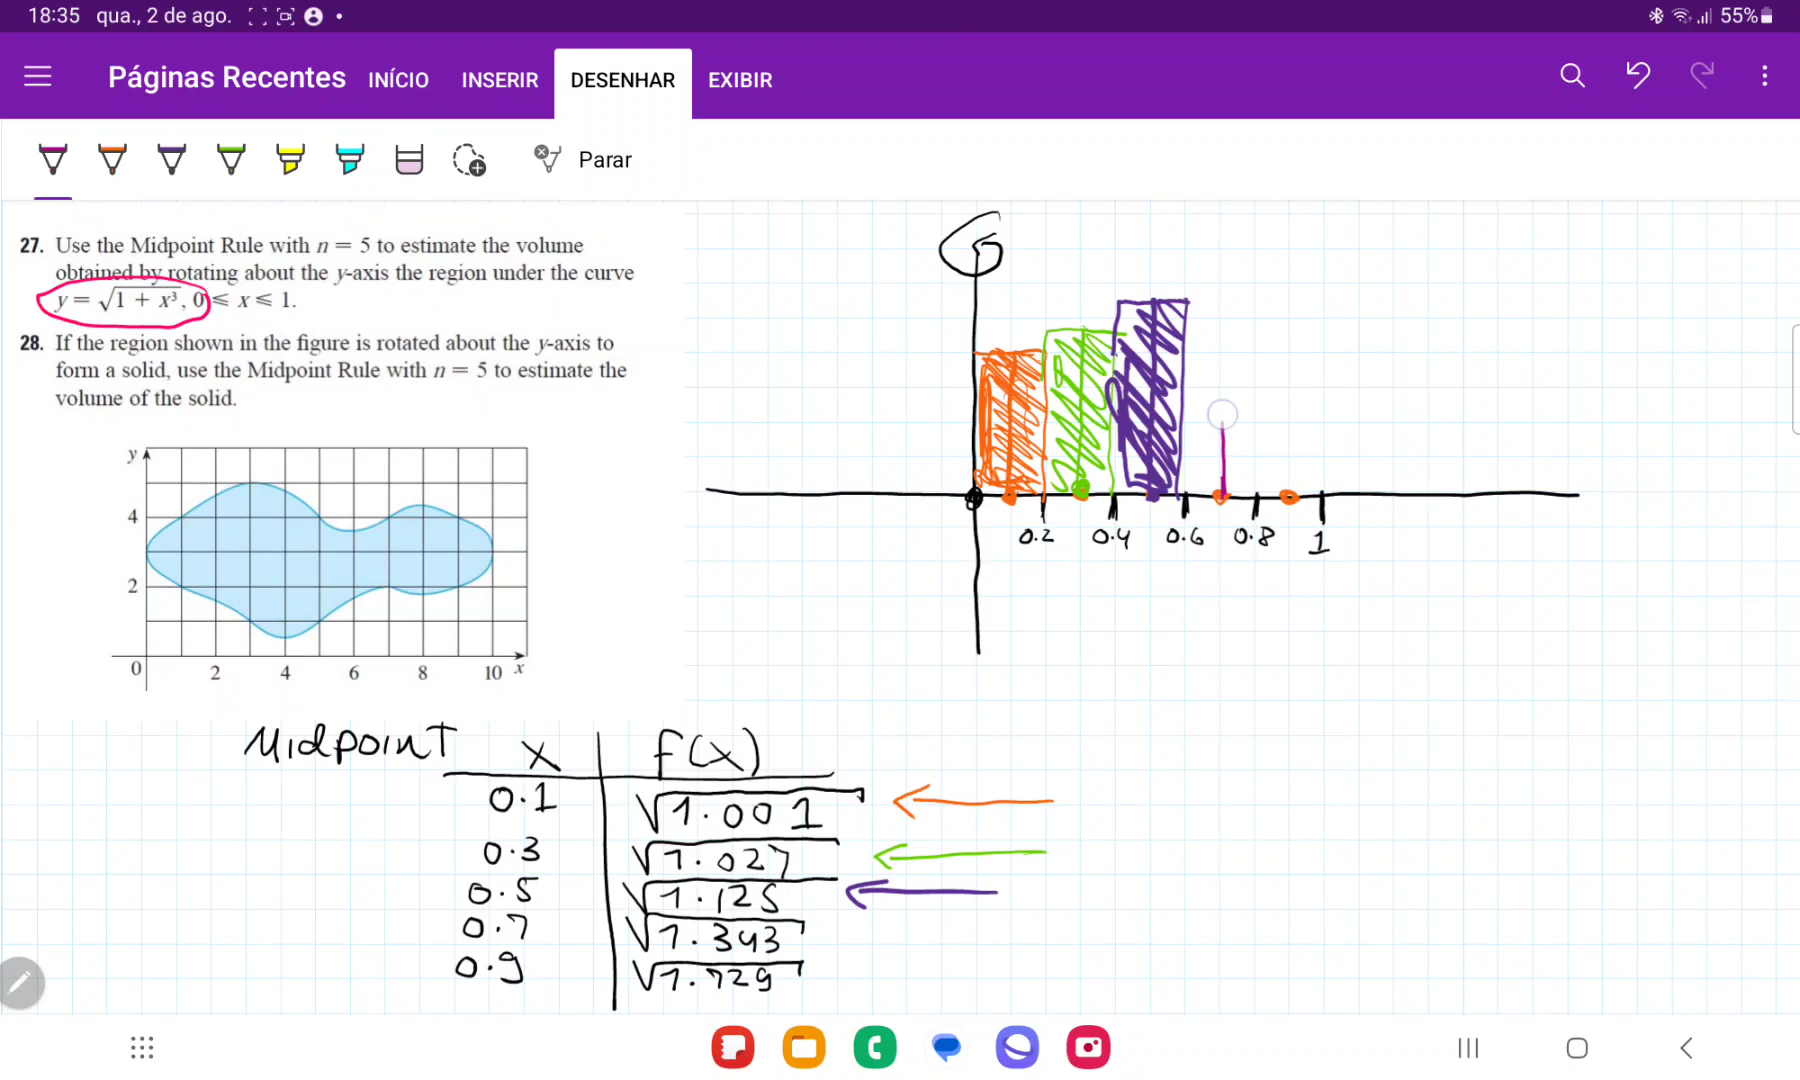 18:35 qua., 2 de ago. 55%
Páginas Recentes INÍCIO INSERIR DESENHAR EXIBIR
Parar
27. Use the Midpoint Rule with n = 5 to estimate the volume
obtained by rotating about the y-axis the region under the curve
y = √1 + x³, 0 ⩽ x ⩽ 1.
28. If the region shown in the figure is rotated about the y-axis to
form a solid, use the Midpoint Rule with n = 5 to estimate the
volume of the solid.
y
4
2
0 2 4 6 8 10 x
0.2 0.4 0.6 0.8 1
Midpoint x f(x)
0.1 √1.001
0.3 √1.027
0.5 √1.125
0.7 √1.343
0.9 √1.729